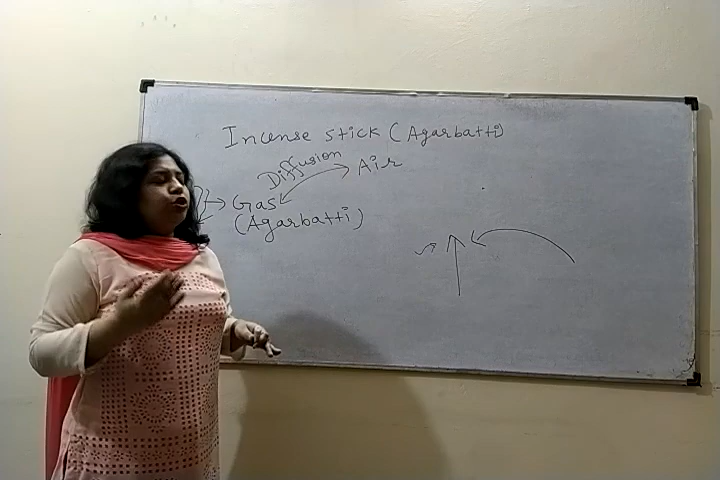 Incense stick (Agarbatti)
Diffusion
Air
Gas
(Agarbatti)